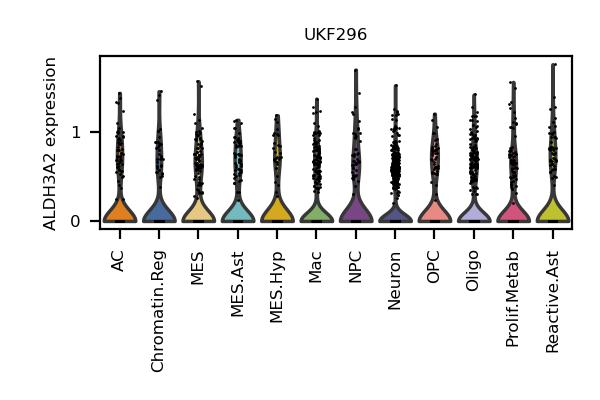 UKF296
ALDH3A2 expression
1
0
AC
Chromatin.Reg
MES
MES.Ast
MES.Hyp
Mac
NPC
Neuron
OPC
Oligo
Prolif.Metab
Reactive.Ast